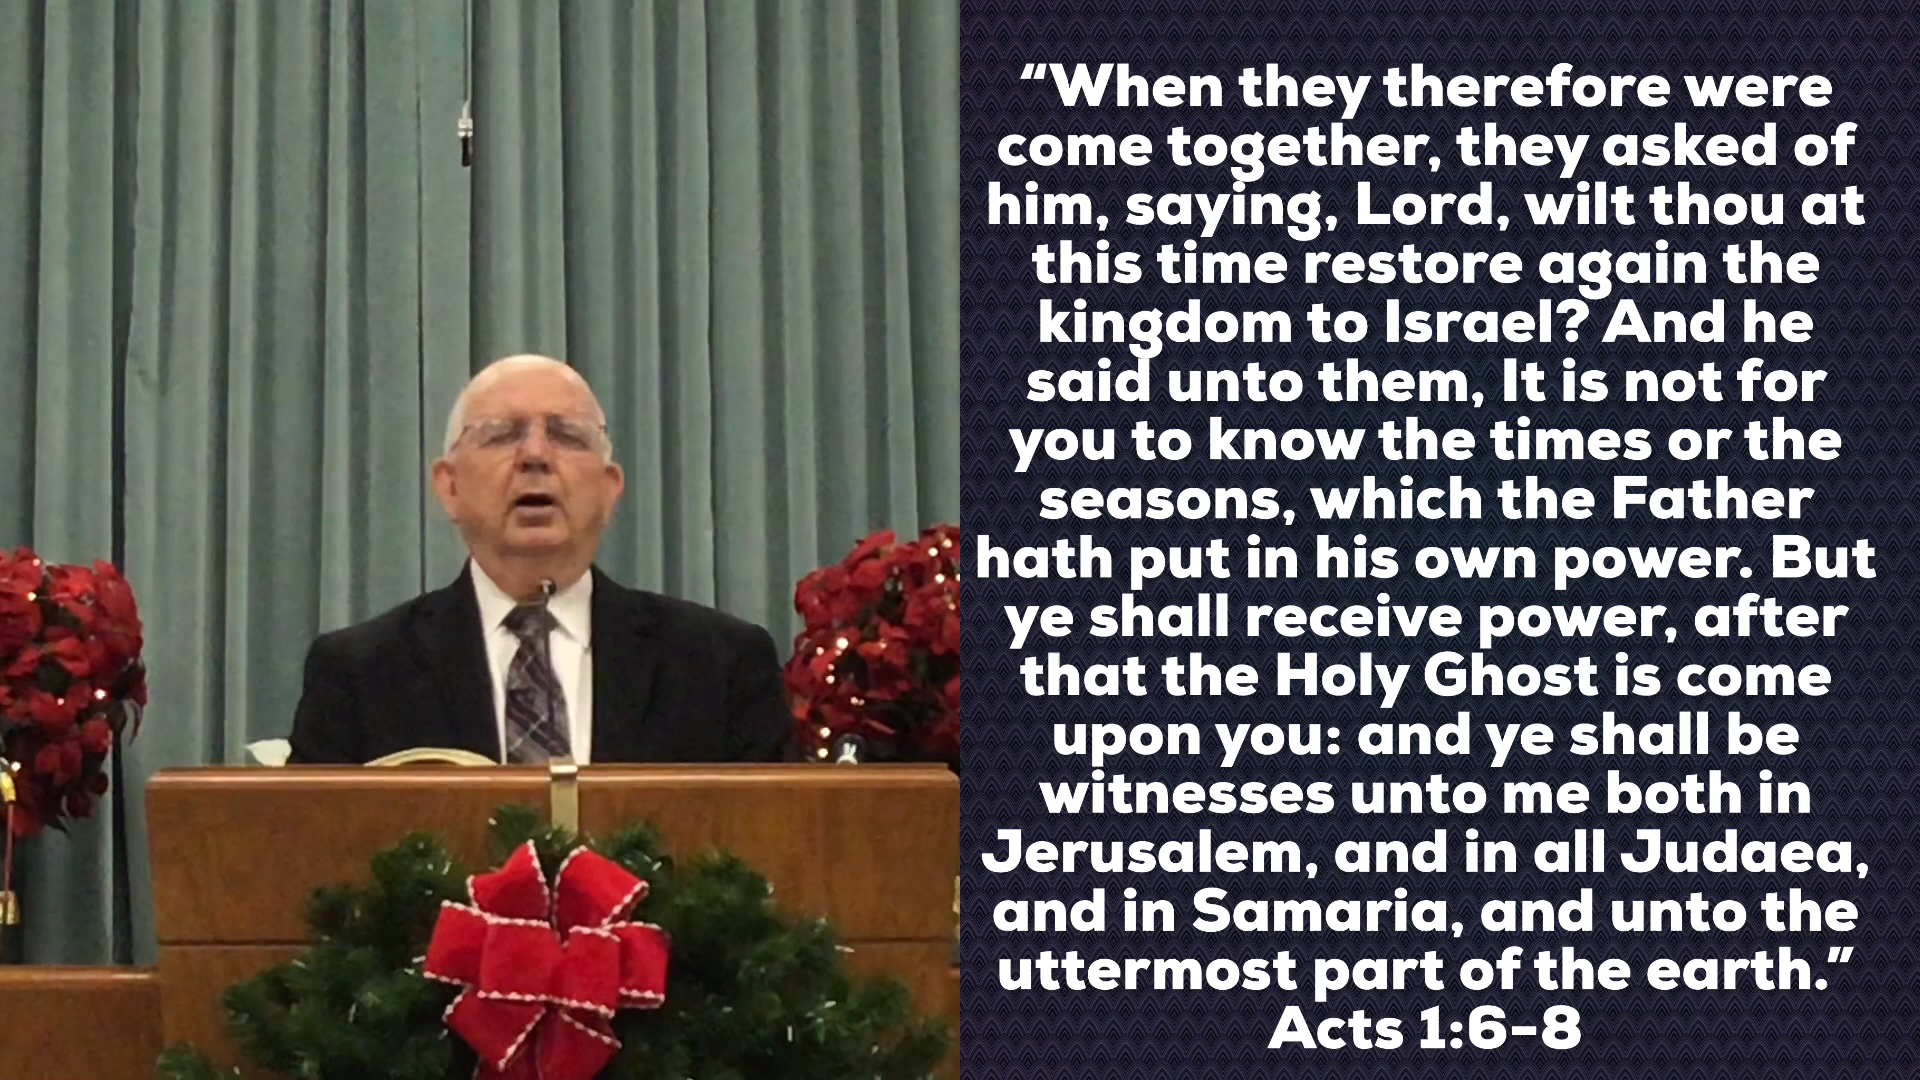 “When they therefore were
come together, they asked of
him, saying, Lord, wilt thou at
this time restore again the
kingdom to Israel? And he
said unto them, It is not for
you to know the times or the
seasons, which the Father
hath put in his own power. But
ye shall receive power, after
that the Holy Ghost is come
upon you: and ye shall be
witnesses unto me both in
Jerusalem, and in all Judaea,
and in Samaria, and unto the
uttermost part of the earth.”
Acts 1:6-8